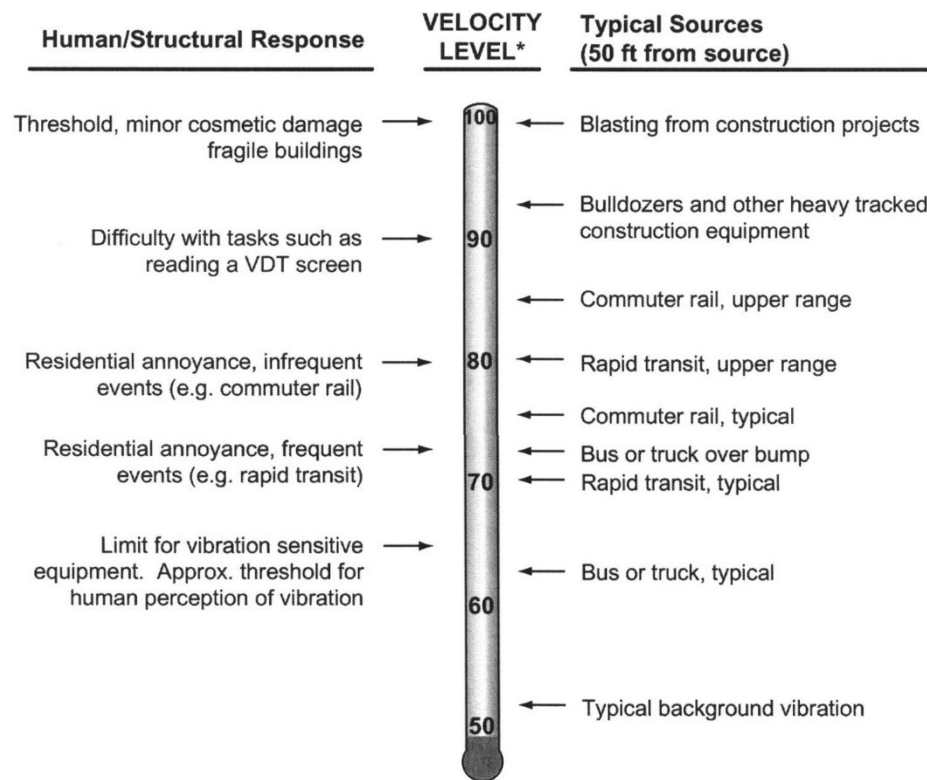 Human/Structural Response
VELOCITY
LEVEL*
Typical Sources
(50 ft from source)
Threshold, minor cosmetic damage
fragile buildings
100
Blasting from construction projects
Bulldozers and other heavy tracked
construction equipment
Difficulty with tasks such as
reading a VDT screen
90
Commuter rail, upper range
Residential annoyance, infrequent
events (e.g. commuter rail)
80
Rapid transit, upper range
Commuter rail, typical
Residential annoyance, frequent
events (e.g. rapid transit)
Bus or truck over bump
70
Rapid transit, typical
Limit for vibration sensitive
equipment. Approx. threshold for
human perception of vibration
Bus or truck, typical
60
Typical background vibration
50